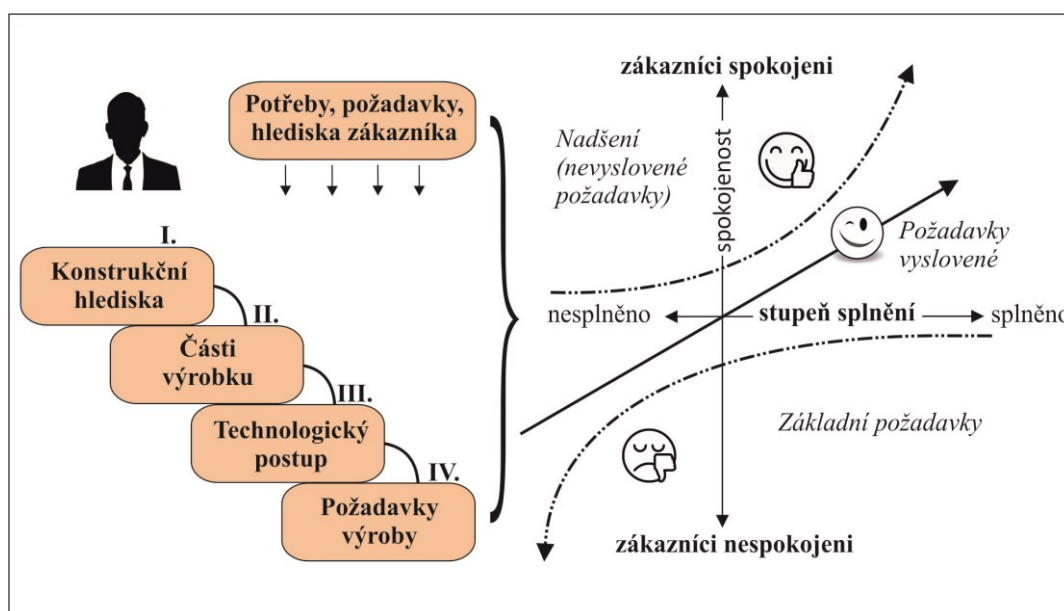 Potřeby, požadavky,
hlediska zákazníka
I.
Konstrukční
hlediska
II.
Části
výrobku
III.
Technologický
postup
IV.
Požadavky
výroby
zákazníci spokojeni
Nadšení
(nevyslovené
požadavky)
spokojenost
Požadavky
vyslovené
nesplněno
stupeň splnění
splněno
Základní požadavky
zákazníci nespokojeni